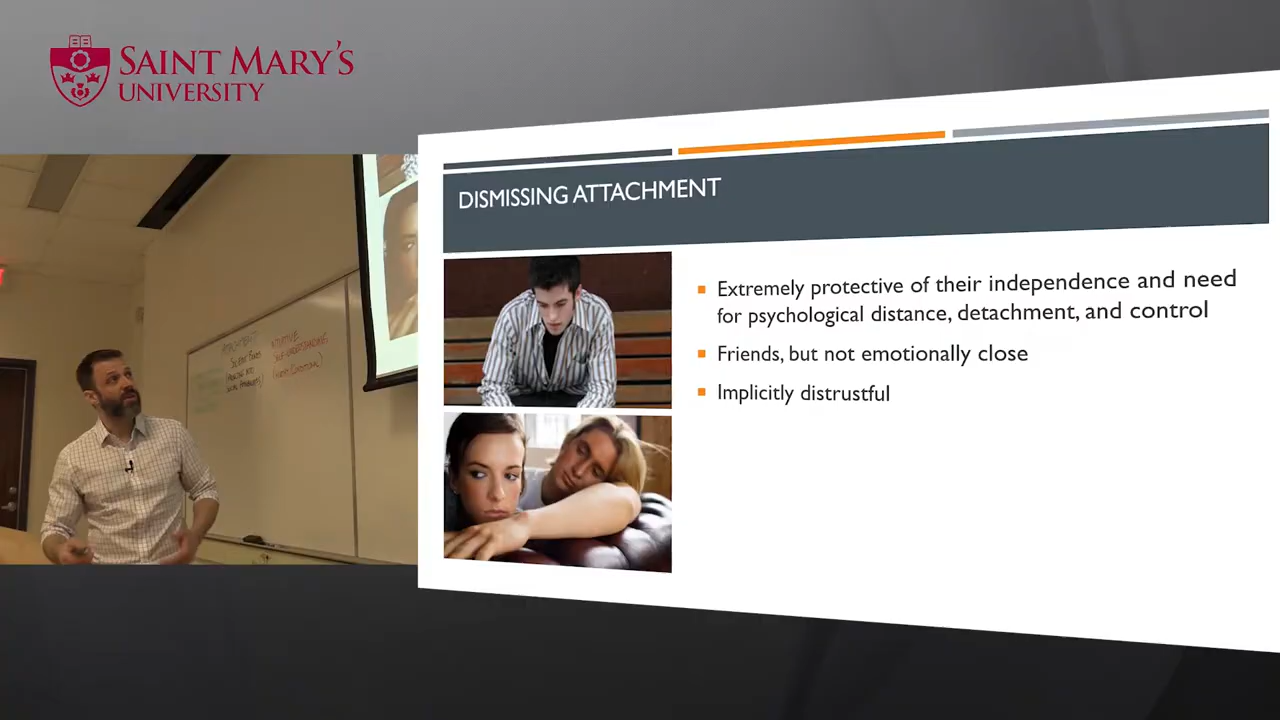 SAINT MARY'S
UNIVERSITY
DISMISSING ATTACHMENT
Extremely protective of their independence and need
for psychological distance, detachment, and control
Friends, but not emotionally close
Implicitly distrustful
ATTACHMENT